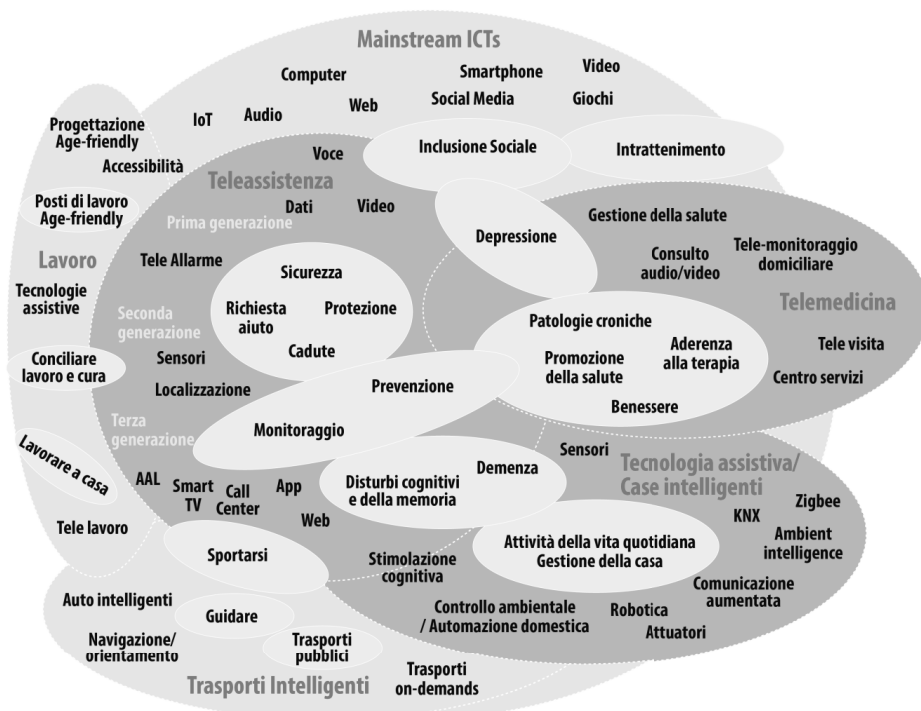 Mainstream ICTs
Computer
Smartphone
Video
IoT
Audio
Web
Social Media
Giochi
Progettazione
Age-friendly
Accessibilità
Voce
Inclusione Sociale
Intrattenimento
Teleassistenza
Posti di lavoro
Age-friendly
Prima generazione
Dati
Video
Depressione
Gestione della salute
Consulto
audio/video
Tele-monitoraggio
domiciliare
Lavoro
Tele Allarme
Sicurezza
Richiesta
aiuto
Protezione
Cadute
Telemedicina
Tecnologie
assistive
Seconda
generazione
Patologie croniche
Aderenza
alla terapia
Promozione
della salute
Benessere
Tele visita
Centro servizi
Conciliare
lavoro e cura
Sensori
Localizzazione
Prevenzione
Monitoraggio
Terza
generazione
Lavorare a casa
Tele lavoro
AAL
Smart
TV
Call
Center
App
Web
Disturbi cognitivi
e della memoria
Demenza
Sensori
Tecnologia assistiva/
Case intelligenti
KNX
Zigbee
Ambient
intelligence
Sportarsi
Stimolazione
cognitiva
Attività della vita quotidiana
Gestione della casa
Comunicazione
aumentata
Controllo ambientale
/ Automazione domestica
Robotica
Attuatori
Auto intelligenti
Guidare
Navigazione/
orientamento
Trasporti
pubblici
Trasporti
on-demands
Trasporti Intelligenti